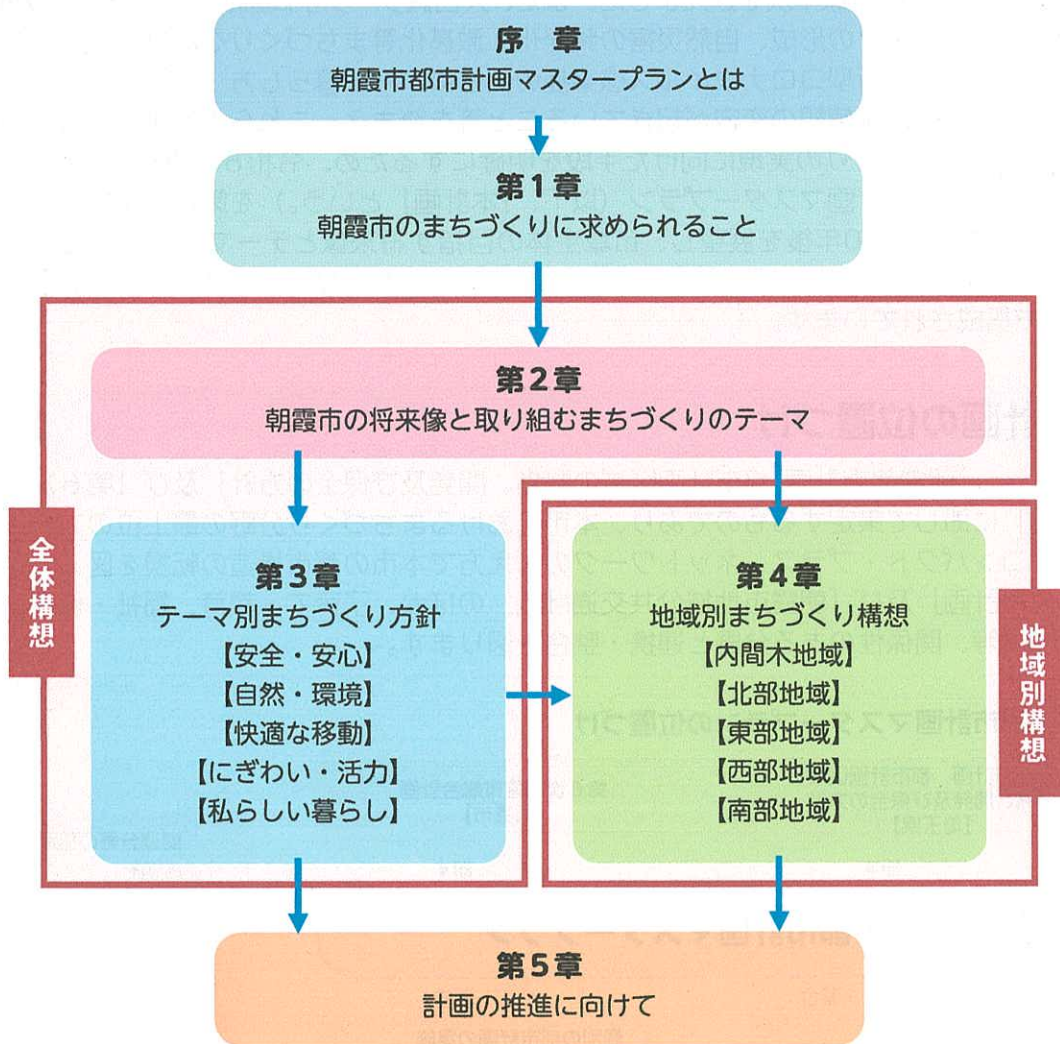 序 章
朝霞市都市計画マスタープランとは
第1章
朝霞市のまちづくりに求められること
第2章
朝霞市の将来像と取り組むまちづくりのテーマ
全体構想
第3章
テーマ別まちづくり方針
【安全・安心】
【自然・環境】
【快適な移動】
【にぎわい・活力】
【私らしい暮らし】
第4章
地域別まちづくり構想
【内間木地域】
【北部地域】
【東部地域】
【西部地域】
【南部地域】
地域別構想
第5章
計画の推進に向けて